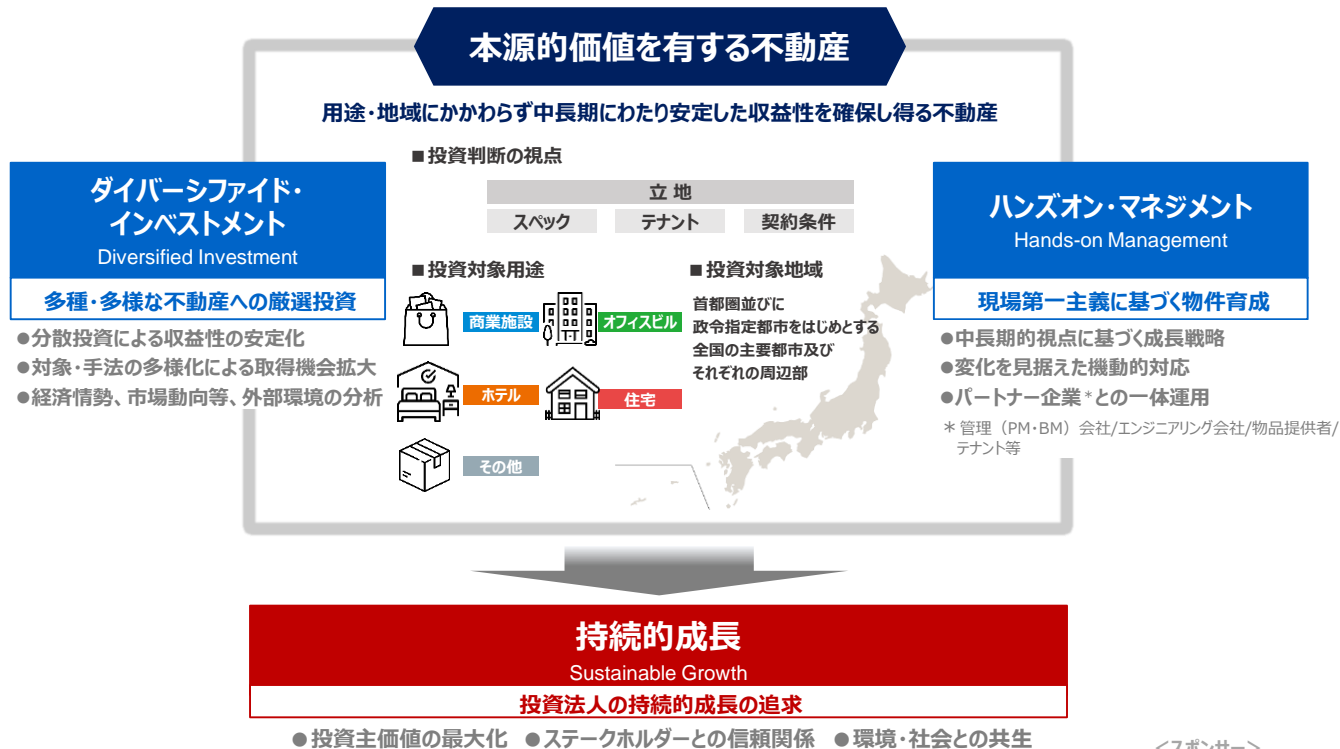 本源的価値を有する不動産
用途・地域にかかわらず中長期にわたり安定した収益性を確保し得る不動産
ダイバーシファイド・
インベストメント
Diversified Investment
多種・多様な不動産への厳選投資
●分散投資による収益性の安定化
●対象・手法の多様化による取得機会拡大
●経済情勢、市場動向等、外部環境の分析
■投資判断の視点
立 地
スペック
テナント
契約条件
■投資対象用途
商業施設
オフィスビル
ホテル
住宅
その他
■投資対象地域
首都圏並びに
政令指定都市をはじめとする
全国の主要都市及び
それぞれの周辺部
ハンズオン・マネジメント
Hands-on Management
現場第一主義に基づく物件育成
●中長期的視点に基づく成長戦略
●変化を見据えた機動的対応
●パートナー企業*との一体運用
＊管理（PM・BM）会社/エンジニアリング会社/物品提供者/
テナント等
持続的成長
Sustainable Growth
投資法人の持続的成長の追求
●投資主価値の最大化 ●ステークホルダーとの信頼関係 ●環境・社会との共生
<スポンサー>